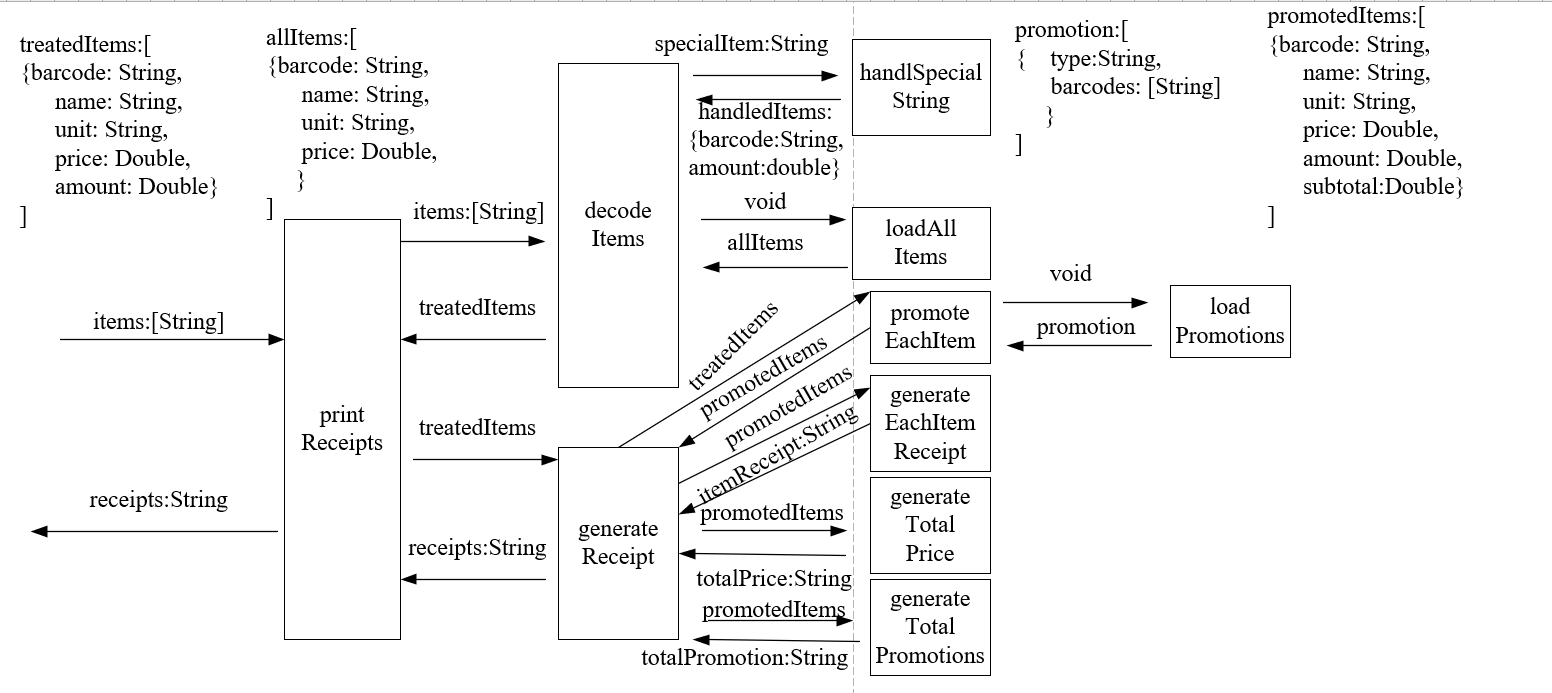 treatedItems:[
{barcode: String,
name: String,
unit: String,
price: Double,
amount: Double}
]
allItems:[
{barcode: String,
name: String,
unit: String,
price: Double,
}
]
specialItem:String
handlSpecial
String
handledItems:
{barcode:String,
amount:double}
promotion:[
{ type:String,
barcodes: [String]
}
]
promotedItems:[
{barcode: String,
name: String,
unit: String,
price: Double,
amount: Double,
subtotal:Double}
]
items:[String]
decode
Items
void
allItems
loadAll
Items
items:[String]
treatedItems
treatedItems
promotedItems
promote
EachItem
void
promotion
load
Promotions
print
Receipts
treatedItems
promotedItems
itemReceipt:String
generate
EachItem
Receipt
receipts:String
receipts:String
generate
Receipt
promotedItems
totalPrice:String
generate
Total
Price
promotedItems
totalPromotion:String
generate
Total
Promotions